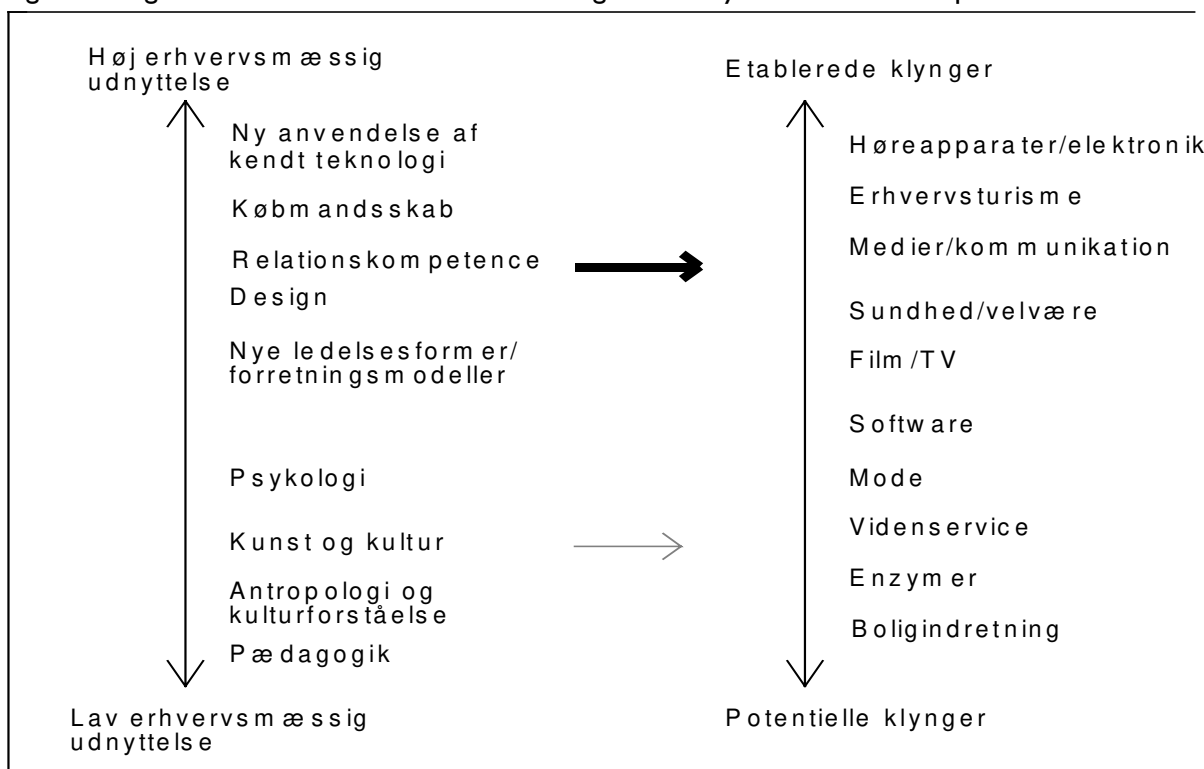 Høj erhvervsmæssig
udnyttelse
Ny anvendelse af
kendt teknologi
Købmandsskab
Relationskompetence
Design
Nye ledelsesformer/
forretningsmodeller
Psykologi
Kunst og kultur
Antropologi og
kulturforståelse
Pædagogik
Lav erhvervsmæssig
udnyttelse
Etablerede klynger
Høreapparater/elektronik
Erhvervsturisme
Medier/kommunikation
Sundhed/velvære
Film/TV
Software
Mode
Videnservice
Enzymer
Boligindretning
Potentielle klynger